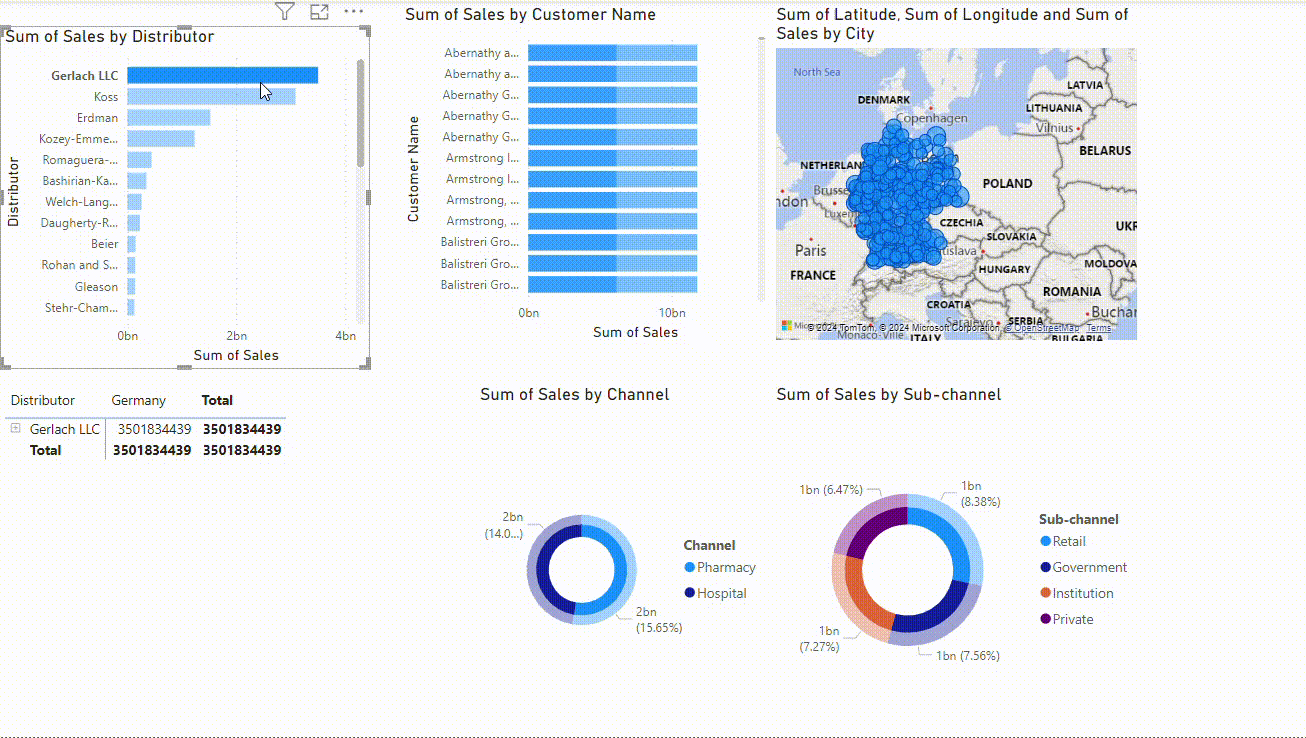 Sum of Sales by Distributor
Distributor
Gerlach LLC
Koss
Erdman
Kozey-Emme...
Romaguera-...
Bashirian-Ka...
Welch-Lang...
Daugherty-R...
Beier
Rohan and S...
Gleason
Stehr-Cham...
0bn 2bn 4bn
Sum of Sales
Sum of Sales by Customer Name
Customer Name
Abernathy a...
Abernathy a...
Abernathy G...
Abernathy G...
Abernathy G...
Armstrong I...
Armstrong I...
Armstrong, ...
Armstrong, ...
Balistreri Gro...
Balistreri Gro...
Balistreri Gro...
0bn 10bn
Sum of Sales
Sum of Latitude, Sum of Longitude and Sum of
Sales by City
North Sea
LATVIA
DENMARK
LITHUANIA
Copenhagen
Vilnius
BELARUS
NETHERLAN
POLAND
Brusse
ndon
Luxem
CZECHIA
UKR
SLOVAKIA
Paris
tislava
MOLDOVA
FRANCE
HUNGARY
ROMANIA
CROATIA
Buchar
Sarajevo
SERBIA
© 2024 TomTom, © 2024 Microsoft Corporation, © OpenStreetMap Terms
Monaco-Ville
ITALY
BULGARIA
Distributor Germany Total
Gerlach LLC 3501834439 3501834439
Total 3501834439 3501834439
Sum of Sales by Channel
2bn
(14.0...)
2bn
(15.65%)
Channel
Pharmacy
Hospital
Sum of Sales by Sub-channel
1bn (6.47%)
1bn
(8.38%)
1bn
(7.27%)
1bn (7.56%)
Sub-channel
Retail
Government
Institution
Private